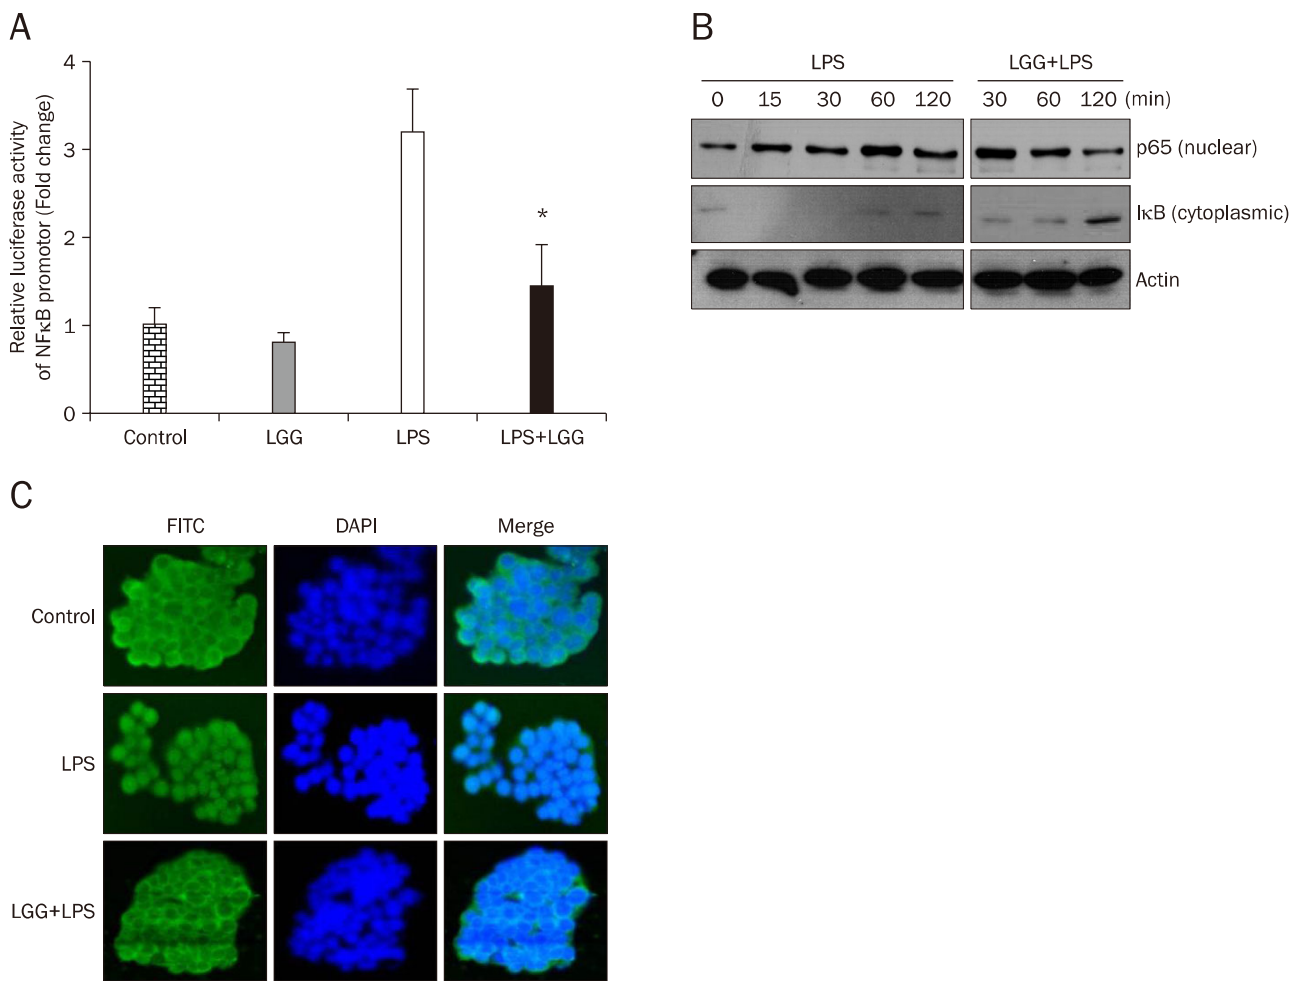 A
Relative luciferase activity
of NFκB promotor (Fold change)
4
3
2
1
0
*
Control LGG LPS LPS+LGG
B
LPS LGG+LPS
0 15 30 60 120 30 60 120 (min)
p65 (nuclear)
IκB (cytoplasmic)
Actin
C
FITC DAPI Merge
Control
LPS
LGG+LPS